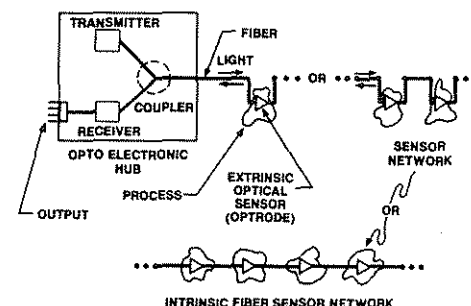 TRANSMITTER
FIBER
LIGHT
OR
COUPLER
RECEIVER
OPTO ELECTRONIC
HUB
PROCESS
EXTRINSIC
OPTICAL
SENSOR
(OPTRODE)
OUTPUT
SENSOR
NETWORK
OR
INTRINSIC FIBER SENSOR NETWORK